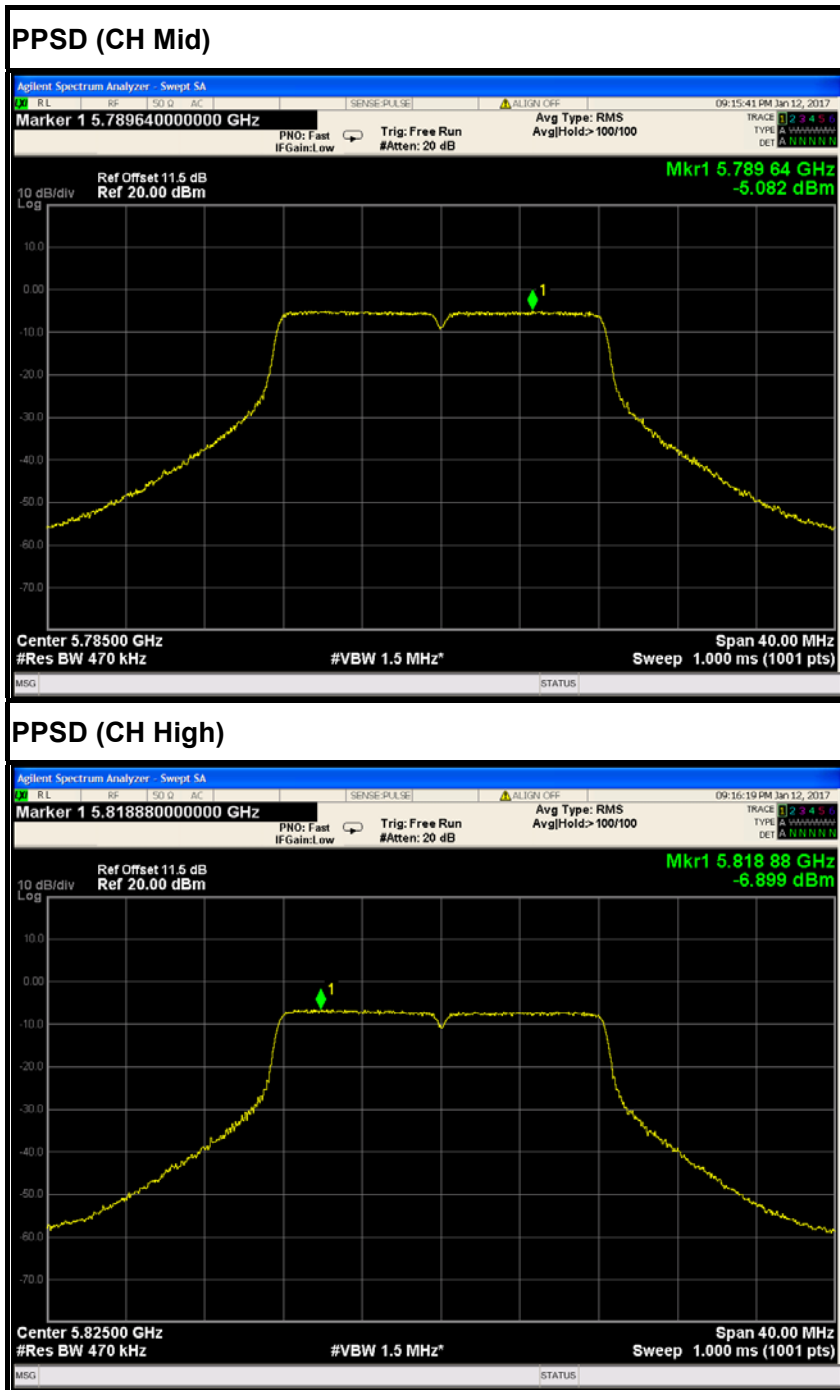 PPSD (CH Mid)
Agilent Spectrum Analyzer - Swept SA
RL RF 50 Ω AC SENSE:PULSE ALIGN OFF 09:15:41 PM Jan 12, 2017
Marker 1 5.789640000000 GHz
PNO: Fast Trig: Free Run Avg Type: RMS TRACE 1 2 3 4 5 6
IFGain:Low #Atten: 20 dB Avg|Hold:>100/100 TYPE A WWWWW
DET A N N N N N
Mkr1 5.789 64 GHz
-5.082 dBm
Ref Offset 11.5 dB
10 dB/div Ref 20.00 dBm
Log
10.0
0.00
1
-10.0
-20.0
-30.0
-40.0
-50.0
-60.0
-70.0
Center 5.78500 GHz Span 40.00 MHz
#Res BW 470 kHz #VBW 1.5 MHz* Sweep 1.000 ms (1001 pts)
MSG STATUS
PPSD (CH High)
Agilent Spectrum Analyzer - Swept SA
RL RF 50 Ω AC SENSE:PULSE ALIGN OFF 09:16:19 PM Jan 12, 2017
Marker 1 5.818880000000 GHz
PNO: Fast Trig: Free Run Avg Type: RMS TRACE 1 2 3 4 5 6
IFGain:Low #Atten: 20 dB Avg|Hold:>100/100 TYPE A WWWWW
DET A N N N N N
Mkr1 5.818 88 GHz
-6.899 dBm
Ref Offset 11.5 dB
10 dB/div Ref 20.00 dBm
Log
10.0
0.00
1
-10.0
-20.0
-30.0
-40.0
-50.0
-60.0
-70.0
Center 5.82500 GHz Span 40.00 MHz
#Res BW 470 kHz #VBW 1.5 MHz* Sweep 1.000 ms (1001 pts)
MSG STATUS